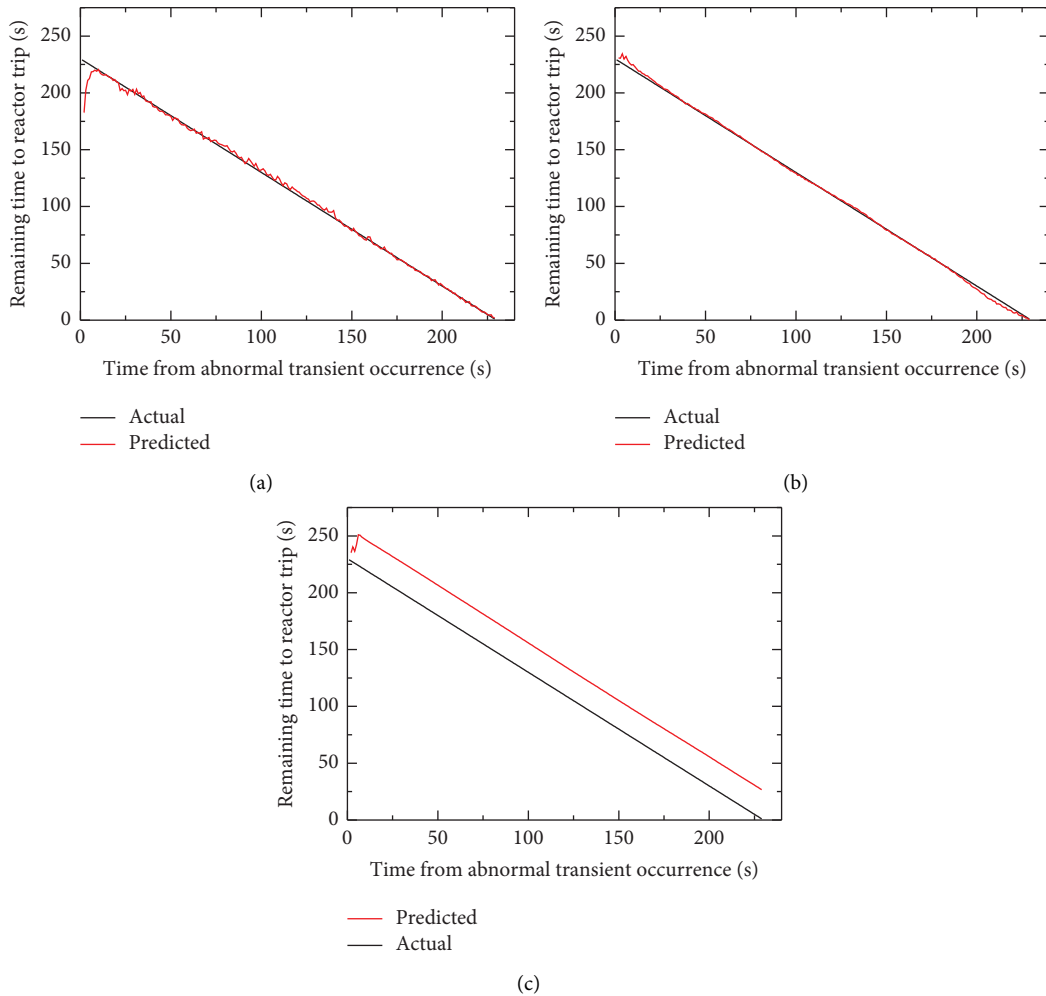 250
200
150
100
50
0
Remaining time to reactor trip (s)
0 50 100 150 200
Time from abnormal transient occurrence (s)
Actual
Predicted
(a)
250
200
150
100
50
0
Remaining time to reactor trip (s)
0 50 100 150 200
Time from abnormal transient occurrence (s)
Actual
Predicted
(b)
250
200
150
100
50
0
Remaining time to reactor trip (s)
0 50 100 150 200
Time from abnormal transient occurrence (s)
Predicted
Actual
(c)